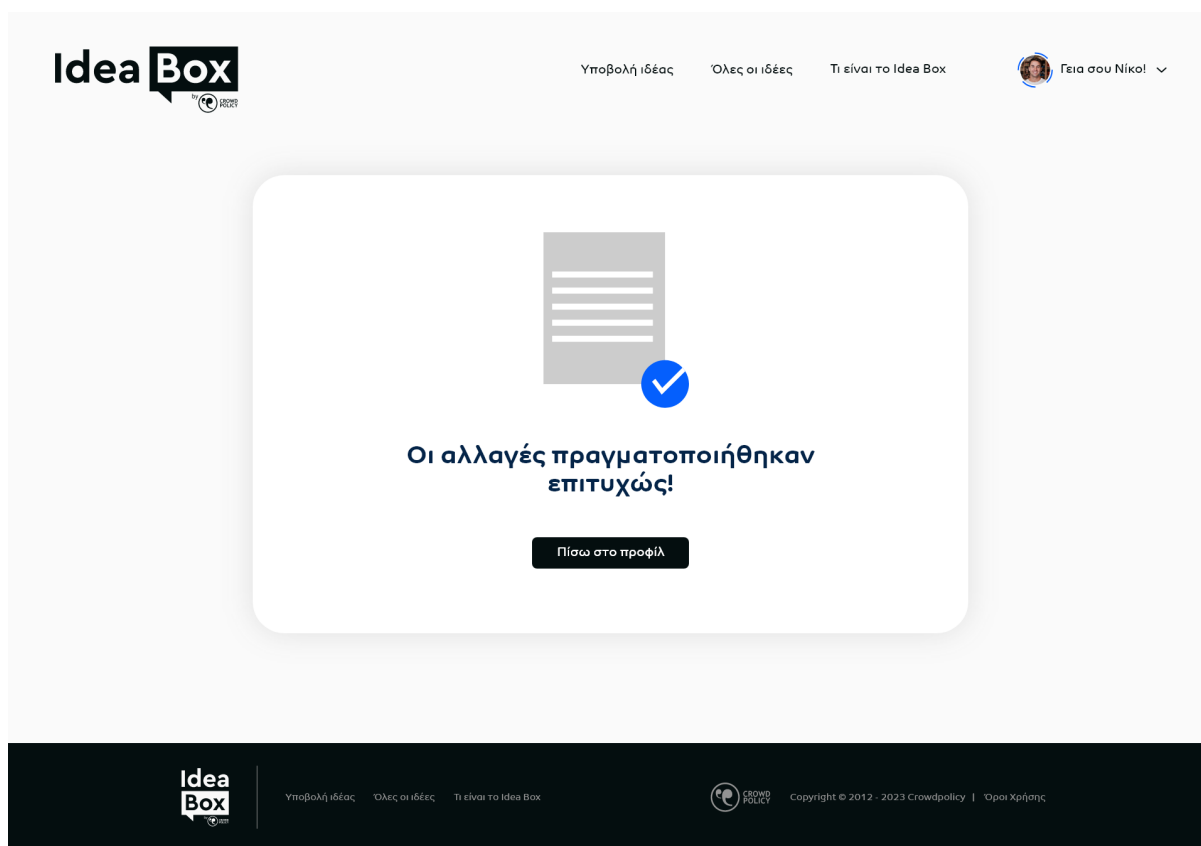 Idea Box
by CROWD POLICY
Υποβολή ιδέας Όλες οι ιδέες Τι είναι το Idea Box Γεια σου Νίκο!
Οι αλλαγές πραγματοποιήθηκαν
επιτυχώς!
Πίσω στο προφίλ
Idea
Box
Υποβολή ιδέας Όλες οι ιδέες Τι είναι το Idea Box CROWD POLICY Copyright © 2012 - 2023 Crowdpolicy | Όροι Χρήσης